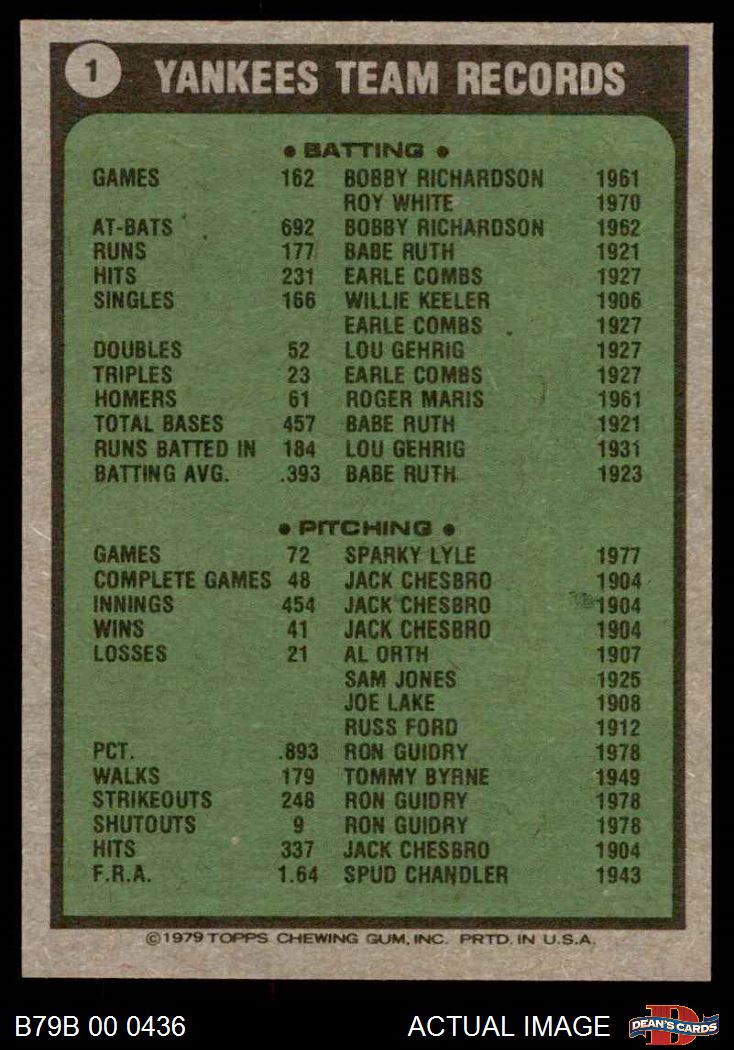 1 YANKEES TEAM RECORDS
• BATTING •
GAMES 162 BOBBY RICHARDSON 1961
ROY WHITE 1970
AT-BATS 692 BOBBY RICHARDSON 1962
RUNS 177 BABE RUTH 1921
HITS 231 EARLE COMBS 1927
SINGLES 166 WILLIE KEELER 1906
EARLE COMBS 1927
DOUBLES 52 LOU GEHRIG 1927
TRIPLES 23 EARLE COMBS 1927
HOMERS 61 ROGER MARIS 1961
TOTAL BASES 457 BABE RUTH 1921
RUNS BATTED IN 184 LOU GEHRIG 1931
BATTING AVG. .393 BABE RUTH 1923
• PITCHING •
GAMES 72 SPARKY LYLE 1977
COMPLETE GAMES 48 JACK CHESBRO 1904
INNINGS 454 JACK CHESBRO 1904
WINS 41 JACK CHESBRO 1904
LOSSES 21 AL ORTH 1907
SAM JONES 1925
JOE LAKE 1908
RUSS FORD 1912
PCT. .893 RON GUIDRY 1978
WALKS 179 TOMMY BYRNE 1949
STRIKEOUTS 248 RON GUIDRY 1978
SHUTOUTS 9 RON GUIDRY 1978
HITS 337 JACK CHESBRO 1904
E.R.A. 1.64 SPUD CHANDLER 1943
©1979 TOPPS CHEWING GUM, INC. PRTD. IN U.S.A.
B79B 00 0436 ACTUAL IMAGE D DEAN'S CARDS